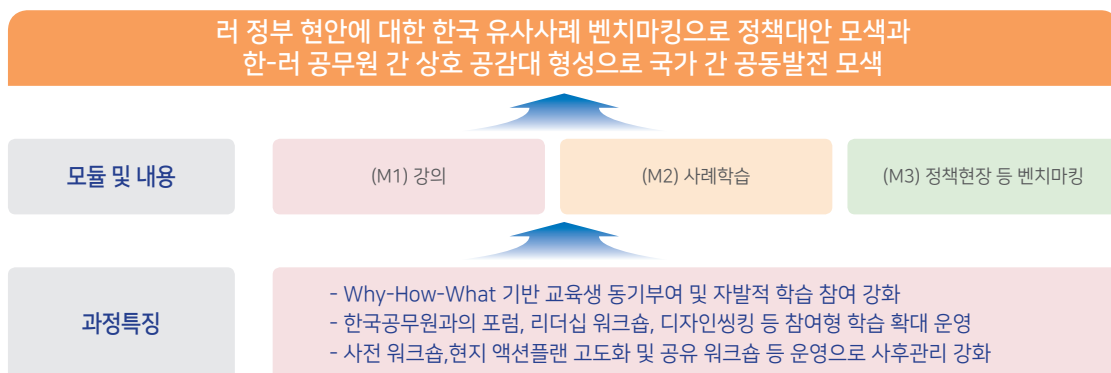 러 정부 현안에 대한 한국 유사사례 벤치마킹으로 정책대안 모색과
한-러 공무원 간 상호 공감대 형성으로 국가 간 공동발전 모색
모듈 및 내용
(M1) 강의
(M2) 사례학습
(M3) 정책현장 등 벤치마킹
과정특징
- Why-How-What 기반 교육생 동기부여 및 자발적 학습 참여 강화
- 한국공무원과의 포럼, 리더십 워크숍, 디자인씽킹 등 참여형 학습 확대 운영
- 사전 워크숍,현지 액션플랜 고도화 및 공유 워크숍 등 운영으로 사후관리 강화